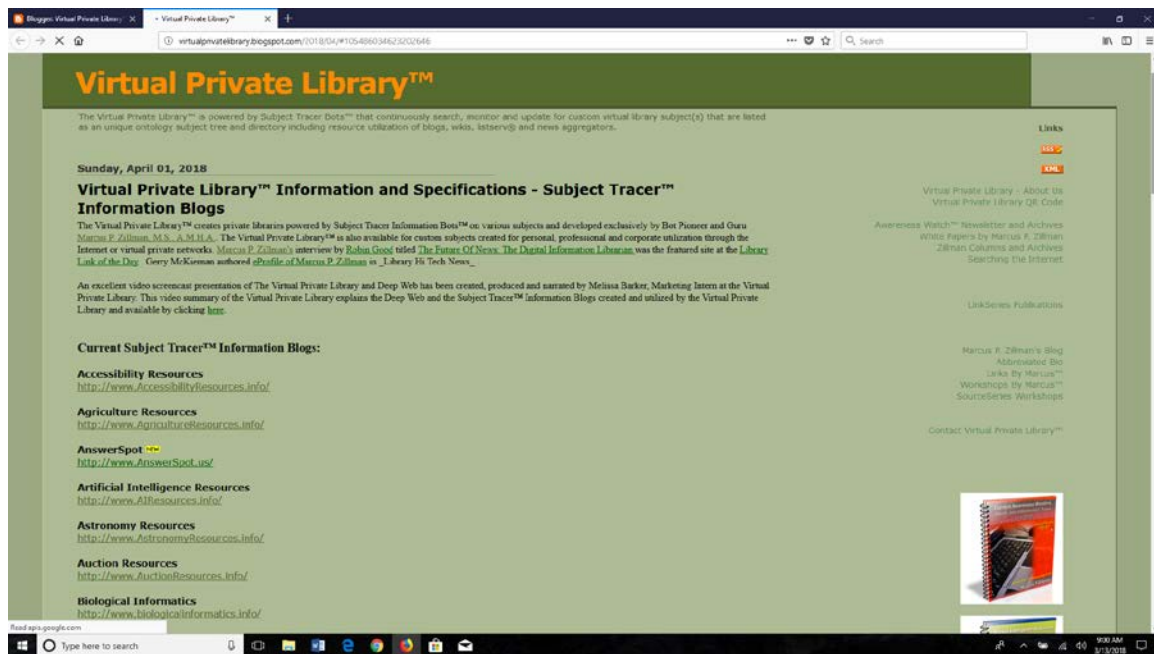 Blogger: Virtual Private Library
- Virtual Private Library™
virtualprivatelibrary.blogspot.com/2018/04/#105486034623202646
Search
Virtual Private Library™
The Virtual Private Library™ is powered by Subject Tracer Bots™ that continuously search, monitor and update for custom virtual library subject(s) that are listed
as an unique ontology subject tree and directory including resource utilization of blogs, wikis, listserv® and news aggregators.
Sunday, April 01, 2018
Virtual Private Library™ Information and Specifications - Subject Tracer™
Information Blogs
The Virtual Private Library™ creates private libraries powered by Subject Tracer Information Bots™ on various subjects and developed exclusively by Bot Pioneer and Guru
Marcus P. Zillman, M.S., A.M.H.A.. The Virtual Private Library™ is also available for custom subjects created for personal, professional and corporate utilization through the
Internet or virtual private networks. Marcus P. Zillman's interview by Robin Good titled The Future Of News: The Digital Information Librarian was the featured site at the Library
Link of the Day. Gerry McKiernan authored eProfile of Marcus P. Zillman in _Library Hi Tech News_
An excellent video screencast presentation of The Virtual Private Library and Deep Web has been created, produced and narrated by Melissa Barker, Marketing Intern at the Virtual
Private Library. This video summary of the Virtual Private Library explains the Deep Web and the Subject Tracer™ Information Blogs created and utilized by the Virtual Private
Library and available by clicking here.
Current Subject Tracer™ Information Blogs:
Accessibility Resources
http://www.AccessibilityResources.info/
Agriculture Resources
http://www.AgricultureResources.info/
AnswerSpot NEW
http://www.AnswerSpot.us/
Artificial Intelligence Resources
http://www.AIResources.info/
Astronomy Resources
http://www.AstronomyResources.info/
Auction Resources
http://www.AuctionResources.Info/
Biological Informatics
http://www.biologicalinformatics.info/
Links
RSS
XML
Virtual Private Library - About Us
Virtual Private Library QR Code
Awareness Watch™ Newsletter and Archives
White Papers by Marcus P. Zillman
Zillman Columns and Archives
Searching the Internet
LinkSeries Publications
Marcus P. Zillman's Blog
Abbreviated Bio
Links By Marcus™
Workshops By Marcus™
SourceSeries Workshops
Contact Virtual Private Library™
Read apis.google.com
Type here to search
9:00 AM
3/13/2018